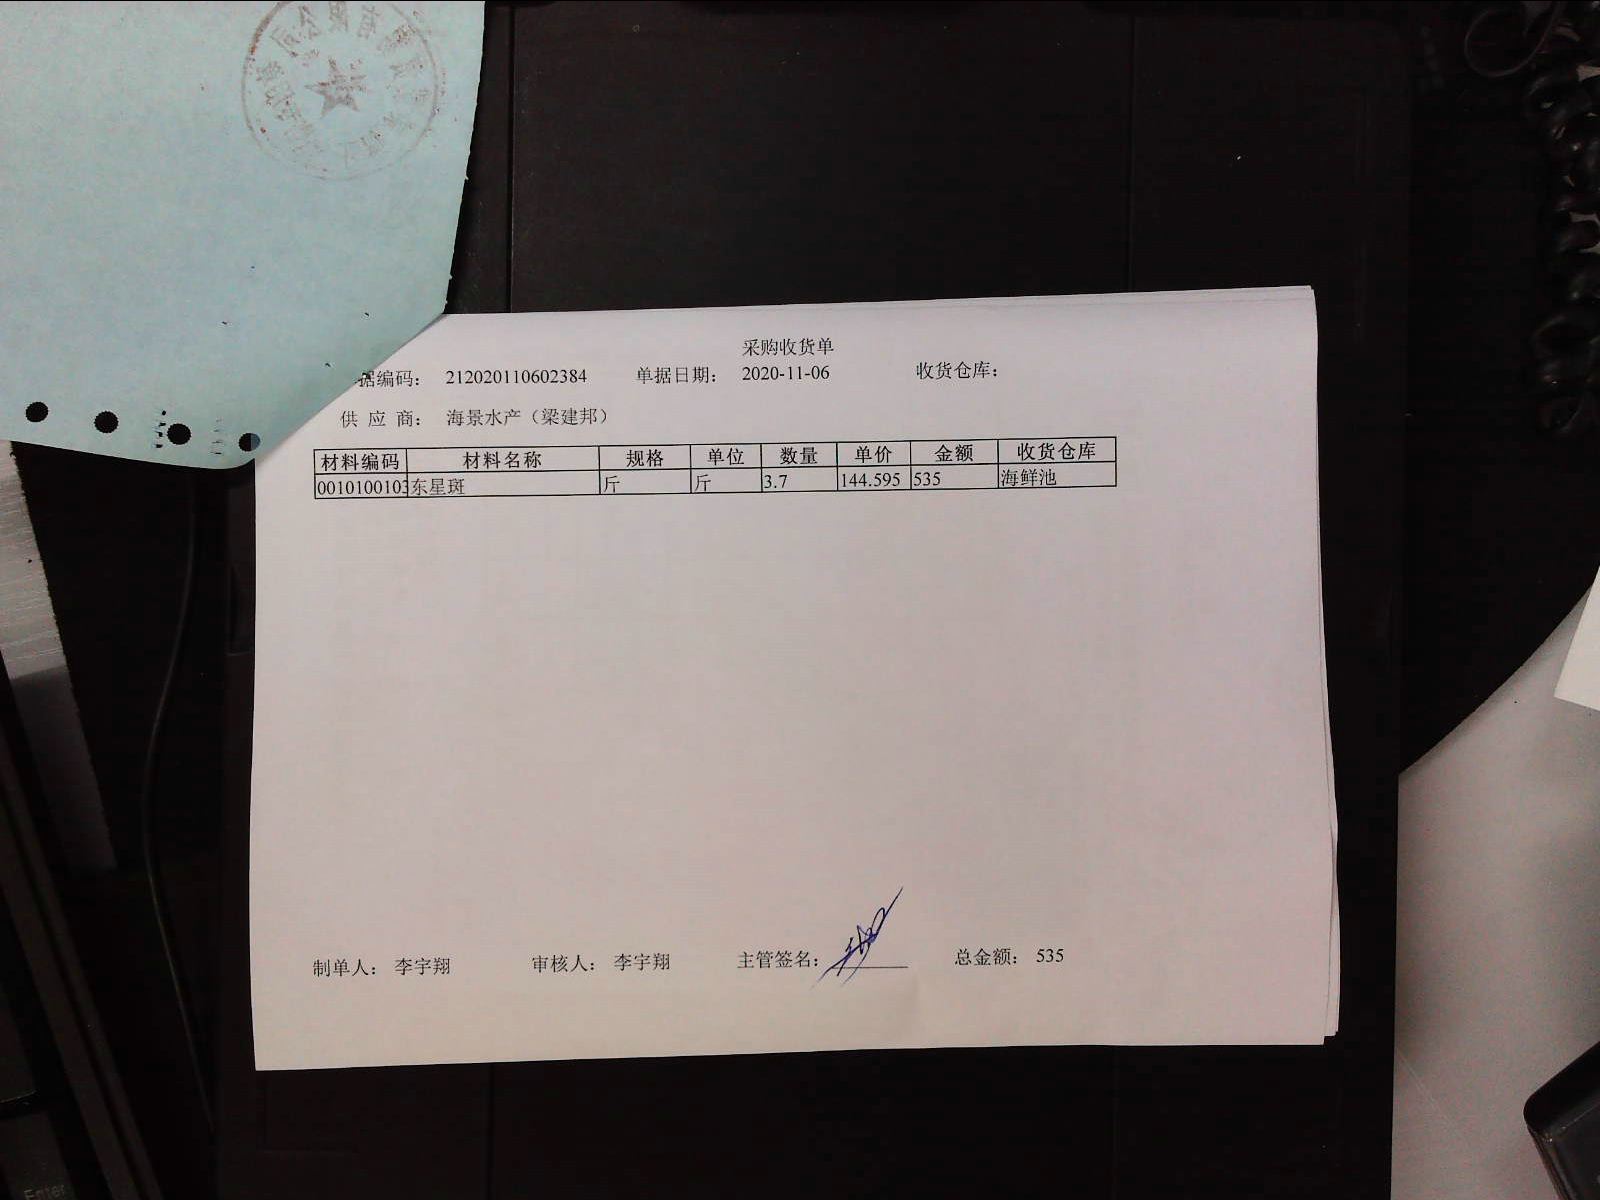 采购收货单
据编码： 212020110602384 单据日期： 2020-11-06 收货仓库：
供 应 商： 海景水产（梁建邦）
材料编码 材料名称 规格 单位 数量 单价 金额 收货仓库
0010100103 东星斑 斤 斤 3.7 144.595 535 海鲜池
制单人： 李宇翔 审核人： 李宇翔 主管签名： 总金额： 535
Enter